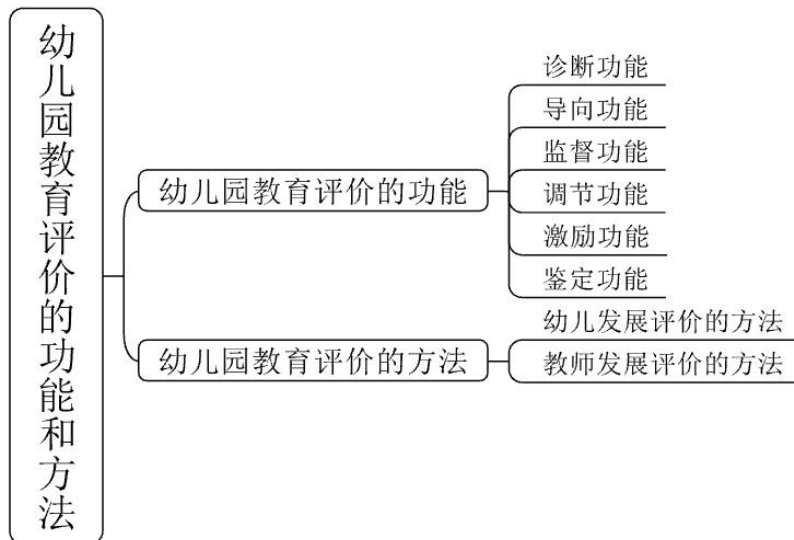 幼儿园教育评价的功能和方法
幼儿园教育评价的功能
诊断功能
导向功能
监督功能
调节功能
激励功能
鉴定功能
幼儿园教育评价的方法
幼儿发展评价的方法
教师发展评价的方法